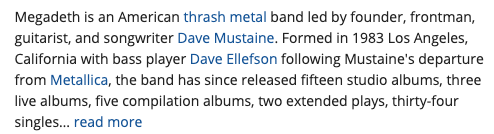 Megadeth is an American thrash metal band led by founder, frontman,
guitarist, and songwriter Dave Mustaine. Formed in 1983 Los Angeles,
California with bass player Dave Ellefson following Mustaine's departure
from Metallica, the band has since released fifteen studio albums, three
live albums, five compilation albums, two extended plays, thirty-four
singles... read more